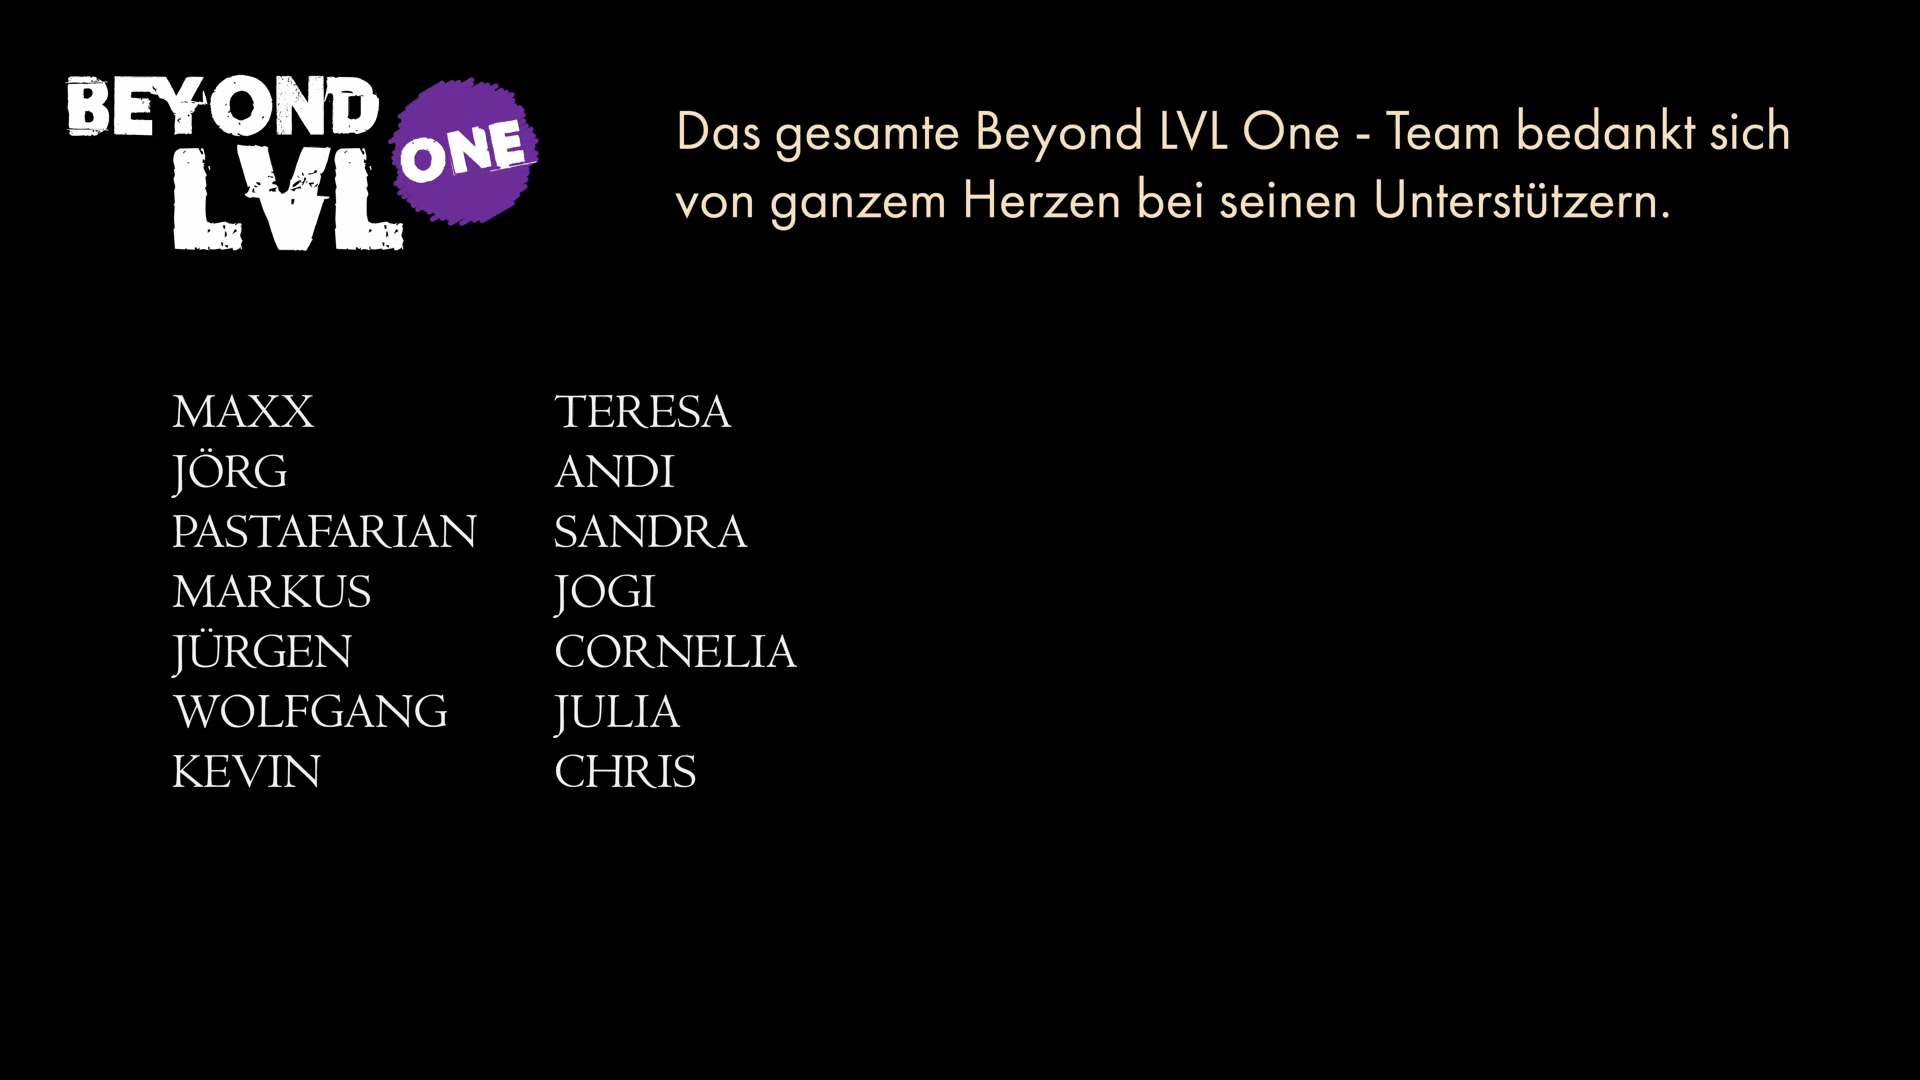 BEYOND
LVL
ONE
Das gesamte Beyond LVL One - Team bedankt sich
von ganzem Herzen bei seinen Unterstützern.
MAXX
JÖRG
PASTAFARIAN
MARKUS
JÜRGEN
WOLFGANG
KEVIN
TERESA
ANDI
SANDRA
JOGI
CORNELIA
JULIA
CHRIS